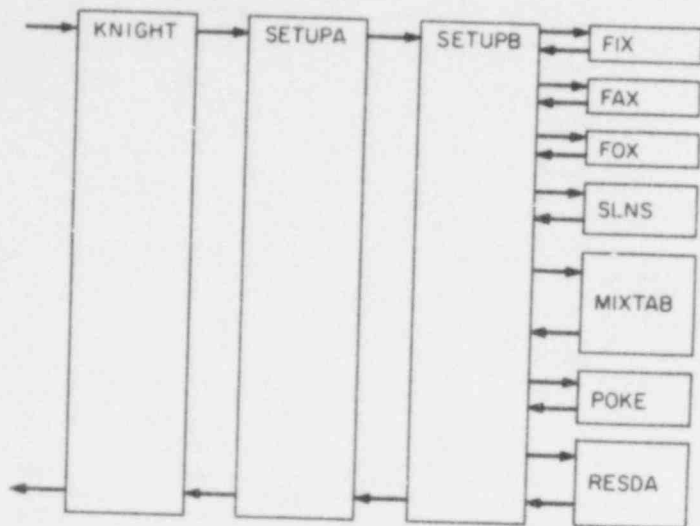 KNIGHT
SETUPA
SETUPB
FIX
FAX
FOX
SLNS
MIXTAB
POKE
RESDA